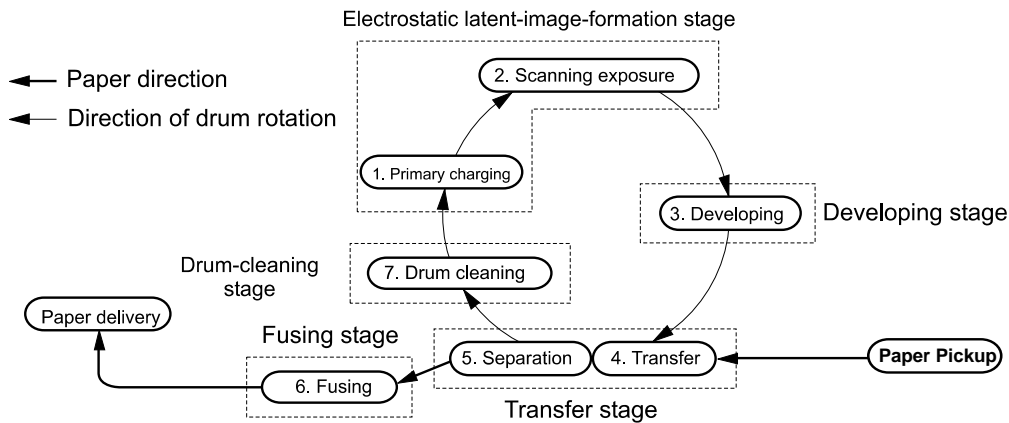 Electrostatic latent-image-formation stage
Paper direction
Direction of drum rotation
2. Scanning exposure
1. Primary charging
3. Developing
Developing stage
Drum-cleaning
stage
7. Drum cleaning
Paper delivery
Fusing stage
5. Separation
4. Transfer
Paper Pickup
6. Fusing
Transfer stage